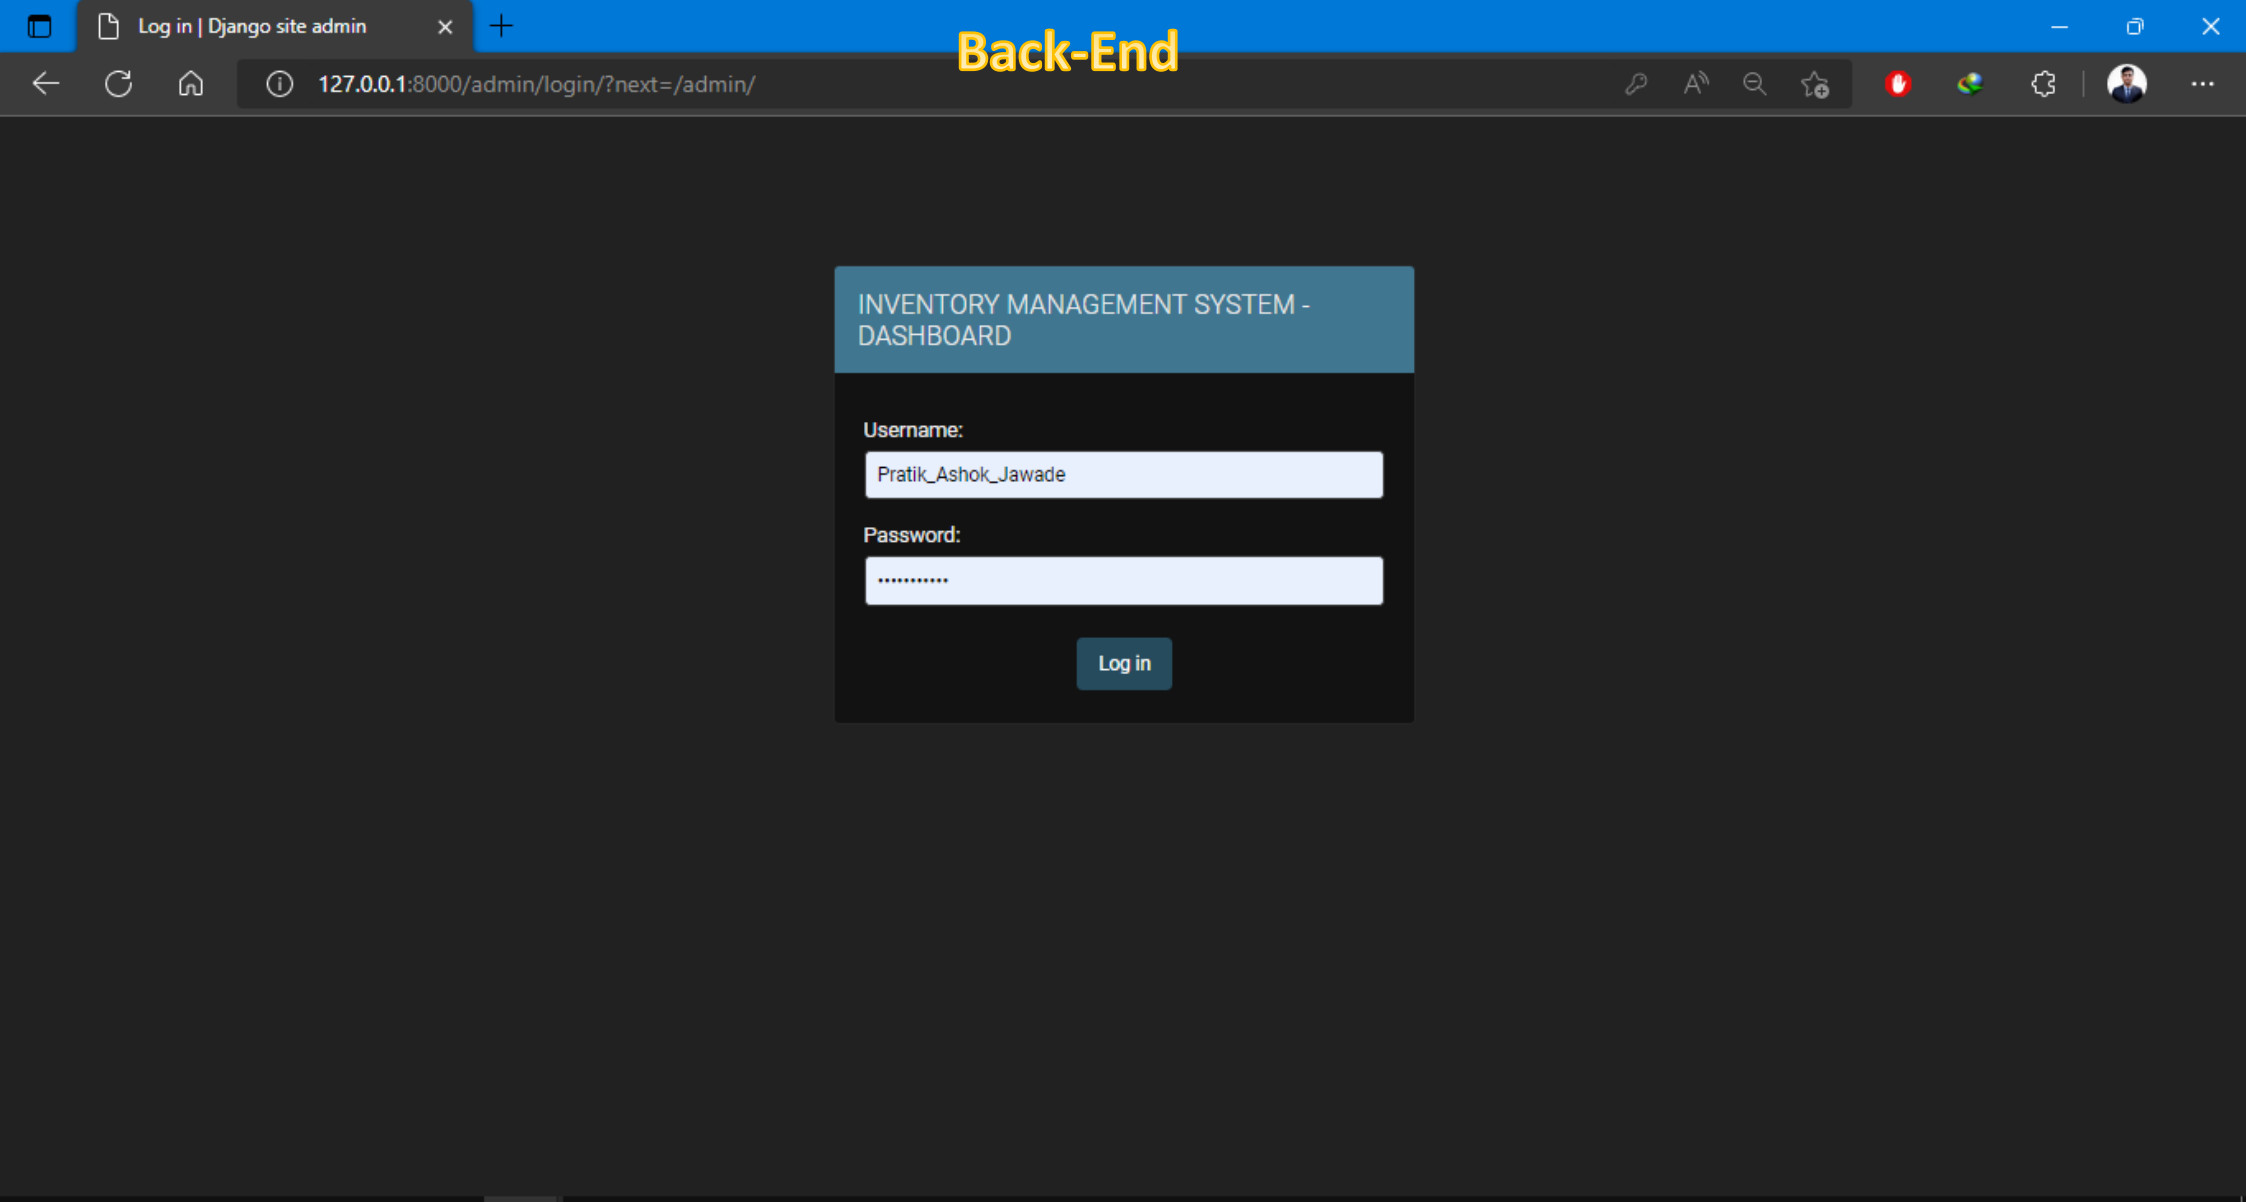 Log in | Django site admin
Back-End
127.0.0.1:8000/admin/login/?next=/admin/
INVENTORY MANAGEMENT SYSTEM -
DASHBOARD
Username:
Pratik_Ashok_Jawade
Password:
•••••••••••
Log in